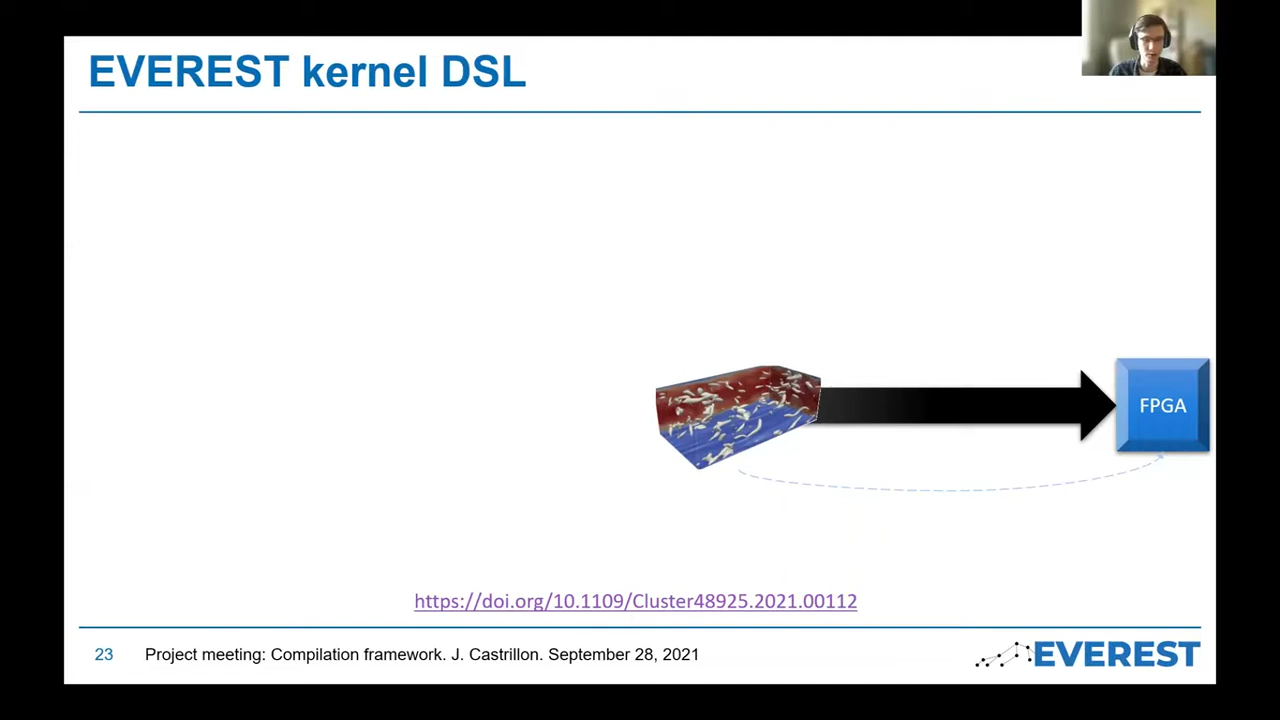 EVEREST kernel DSL
FPGA
https://doi.org/10.1109/Cluster48925.2021.00112
23 Project meeting: Compilation framework. J. Castrillon. September 28, 2021
EVEREST